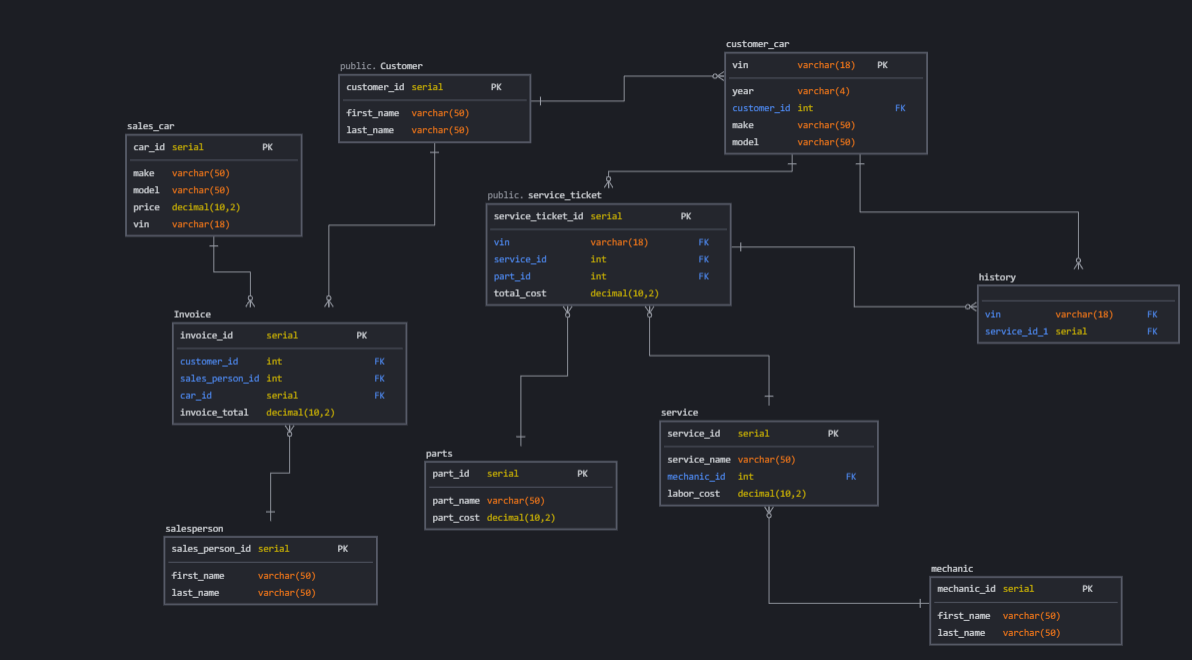 customer_car
vin varchar(18) PK
year varchar(4)
customer_id int FK
make varchar(50)
model varchar(50)
public. Customer
customer_id serial PK
first_name varchar(50)
last_name varchar(50)
sales_car
car_id serial PK
make varchar(50)
model varchar(50)
price decimal(10,2)
vin varchar(18)
public. service_ticket
service_ticket_id serial PK
vin varchar(18) FK
service_id int FK
part_id int FK
total_cost decimal(10,2)
history
vin varchar(18) FK
service_id_1 serial FK
Invoice
invoice_id serial PK
customer_id int FK
sales_person_id int FK
car_id serial FK
invoice_total decimal(10,2)
service
service_id serial PK
service_name varchar(50)
mechanic_id int FK
labor_cost decimal(10,2)
parts
part_id serial PK
part_name varchar(50)
part_cost decimal(10,2)
salesperson
sales_person_id serial PK
first_name varchar(50)
last_name varchar(50)
mechanic
mechanic_id serial PK
first_name varchar(50)
last_name varchar(50)